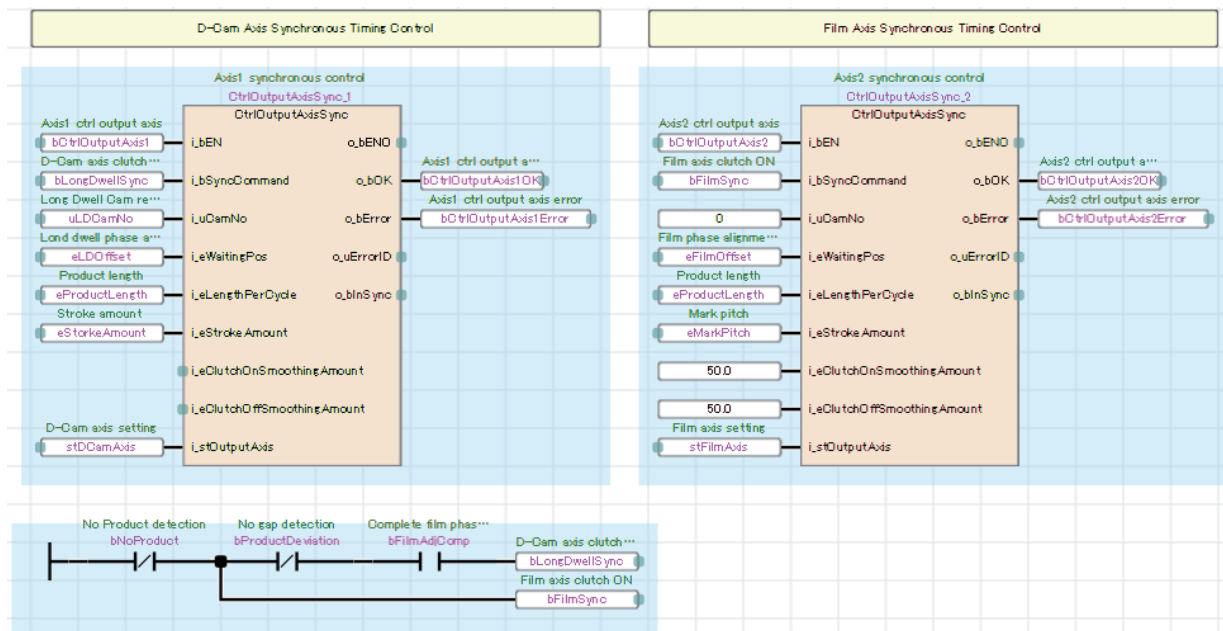 D-Cam Axis Synchronous Timing Control
Film Axis Synchronous Timing Control
Axis1 synchronous control
CtrlOutputAxisSync_1
CtrlOutputAxisSync
Axis1 ctrl output axis
bCtrlOutputAxis1
i_bEN
o_bENO
D-Cam axis clutch…
bLongDwellSync
i_bSyncCommand
o_bOK
Axis1 ctrl output a…
bCtrlOutputAxis1OK
Long Dwell Cam re…
uLDCamNo
i_uCamNo
o_bError
Axis1 ctrl output axis error
bCtrlOutputAxis1Error
Lond dwell phase a…
eLDOffset
i_eWaitingPos
o_uErrorID
Product length
eProductLength
i_eLengthPerCycle
o_bInSync
Stroke amount
eStorkeAmount
i_eStrokeAmount
i_eClutchOnSmoothingAmount
i_eClutchOffSmoothingAmount
D-Cam axis setting
stDCamAxis
i_stOutputAxis
Axis2 synchronous control
CtrlOutputAxisSync_2
CtrlOutputAxisSync
Axis2 ctrl output axis
bCtrlOutputAxis2
i_bEN
o_bENO
Film axis clutch ON
bFilmSync
i_bSyncCommand
o_bOK
Axis2 ctrl output a…
bCtrlOutputAxis2OK
0
i_uCamNo
o_bError
Axis2 ctrl output axis error
bCtrlOutputAxis2Error
Film phase alignme…
eFilmOffset
i_eWaitingPos
o_uErrorID
Product length
eProductLength
i_eLengthPerCycle
o_bInSync
Mark pitch
eMarkPitch
i_eStrokeAmount
50.0
i_eClutchOnSmoothingAmount
50.0
i_eClutchOffSmoothingAmount
Film axis setting
stFilmAxis
i_stOutputAxis
No Product detection
bNoProduct
No gap detection
bProductDeviation
Complete film phas…
bFilmAdjComp
D-Cam axis clutch…
bLongDwellSync
Film axis clutch ON
bFilmSync